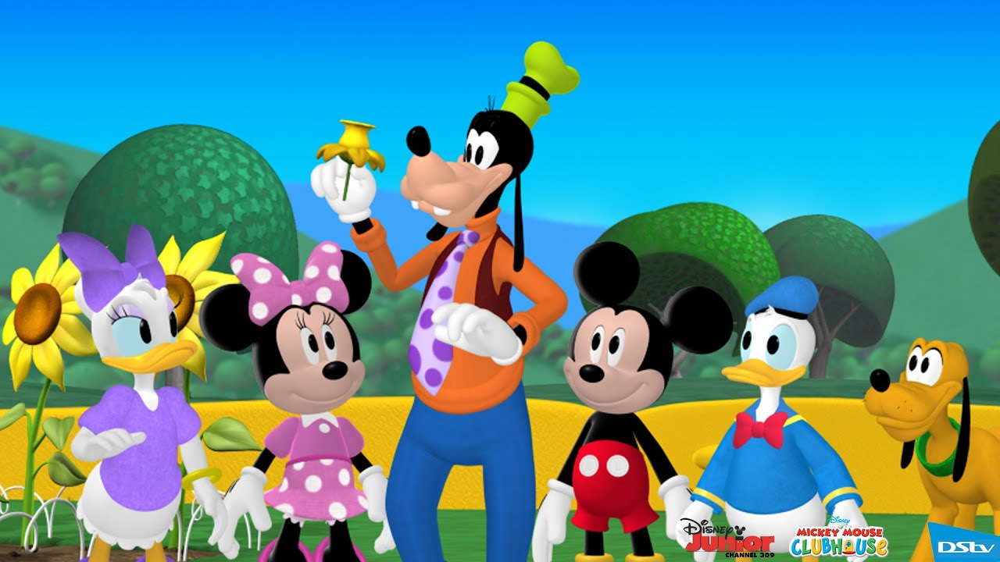 Disney
Junior
CHANNEL 309
Disney
MICKEY MOUSE
CLUBHOUSE
DStv